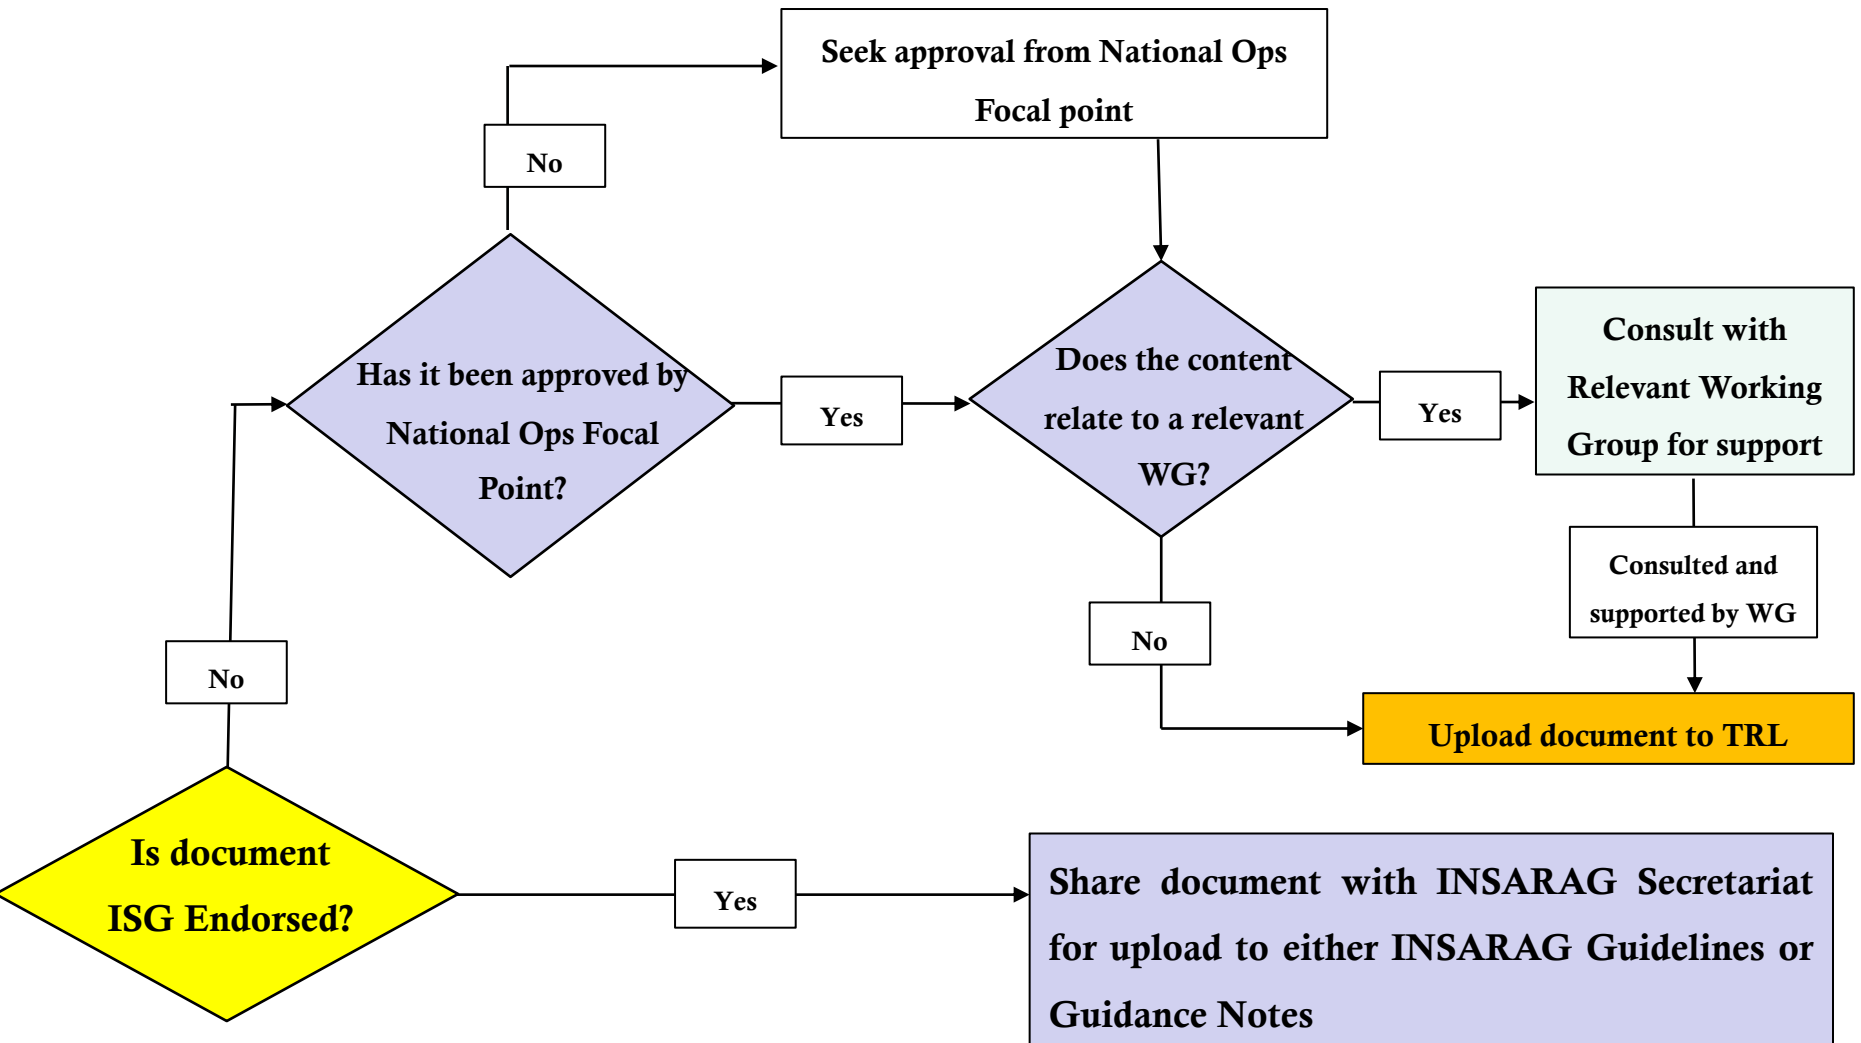 Seek approval from National Ops
Focal point
No
Has it been approved by
National Ops Focal
Point?
Yes
Does the content
relate to a relevant
WG?
Yes
Consult with
Relevant Working
Group for support
Consulted and
supported by WG
No
No
Upload document to TRL
Is document
ISG Endorsed?
Yes
Share document with INSARAG Secretariat
for upload to either INSARAG Guidelines or
Guidance Notes